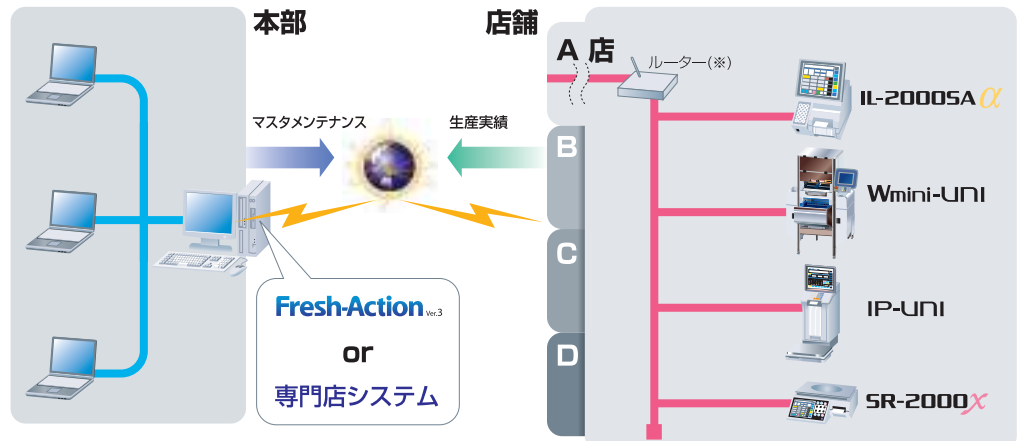 本部
店舗
A 店
ルーター(※)
IL-2000SAα
マスタメンテナンス
生産実績
B
Wmini-UNI
C
Fresh-Action Ver.3
or
専門店システム
IP-UNI
D
SR-2000χ